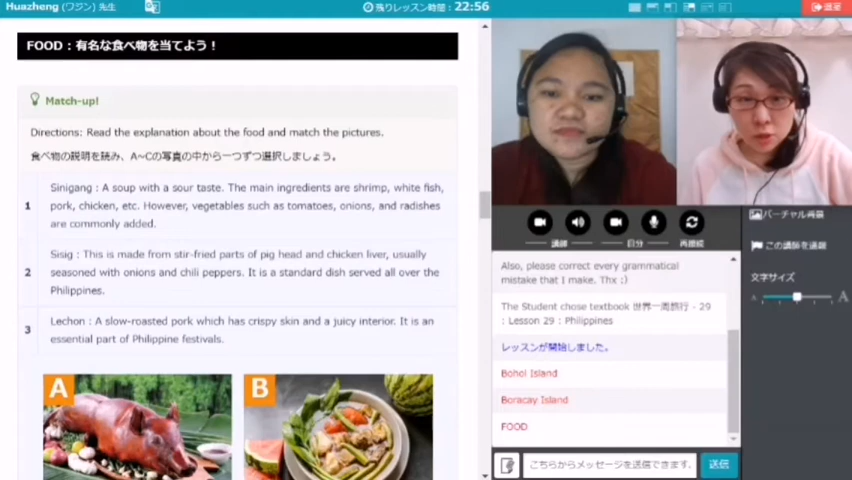 Huazheng (ワジン) 先生
残りレッスン時間 : 22:56
退室
FOOD：有名な食べ物を当てよう！
Match-up!
Directions: Read the explanation about the food and match the pictures.
食べ物の説明を読み、A~Cの写真の中から一つずつ選択しましょう。
1
Sinigang : A soup with a sour taste. The main ingredients are shrimp, white fish,
pork, chicken, etc. However, vegetables such as tomatoes, onions, and radishes
are commonly added.
2
Sisig : This is made from stir-fried parts of pig head and chicken liver, usually
seasoned with onions and chili peppers. It is a standard dish served all over the
Philippines.
3
Lechon : A slow-roasted pork which has crispy skin and a juicy interior. It is an
essential part of Philippine festivals.
A
B
講師
自分
再接続
Also, please correct every grammatical
mistake that I make. Thx :)
The Student chose textbook 世界一周旅行 - 29
: Lesson 29 : Philippines
レッスンが開始しました。
Bohol Island
Boracay Island
FOOD
こちらからメッセージを送信できます。
送信
バーチャル背景
この講師を通報
文字サイズ
A
A